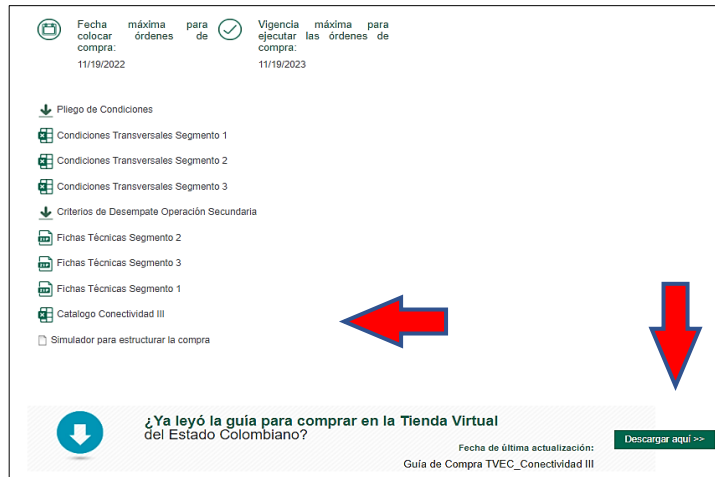 Fecha máxima para
colocar órdenes de
compra:
11/19/2022
Vigencia máxima para
ejecutar las órdenes de
compra:
11/19/2023
Pliego de Condiciones
Condiciones Transversales Segmento 1
Condiciones Transversales Segmento 2
Condiciones Transversales Segmento 3
Criterios de Desempate Operación Secundaria
Fichas Técnicas Segmento 2
Fichas Técnicas Segmento 3
Fichas Técnicas Segmento 1
Catalogo Conectividad III
Simulador para estructurar la compra
¿Ya leyó la guía para comprar en la Tienda Virtual
del Estado Colombiano?
Fecha de última actualización:
Guía de Compra TVEC_Conectividad III
Descargar aquí >>